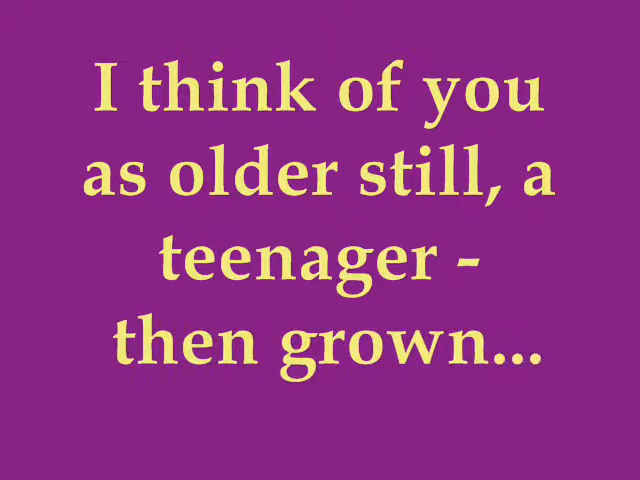 I think of you
as older still, a
teenager -
then grown...